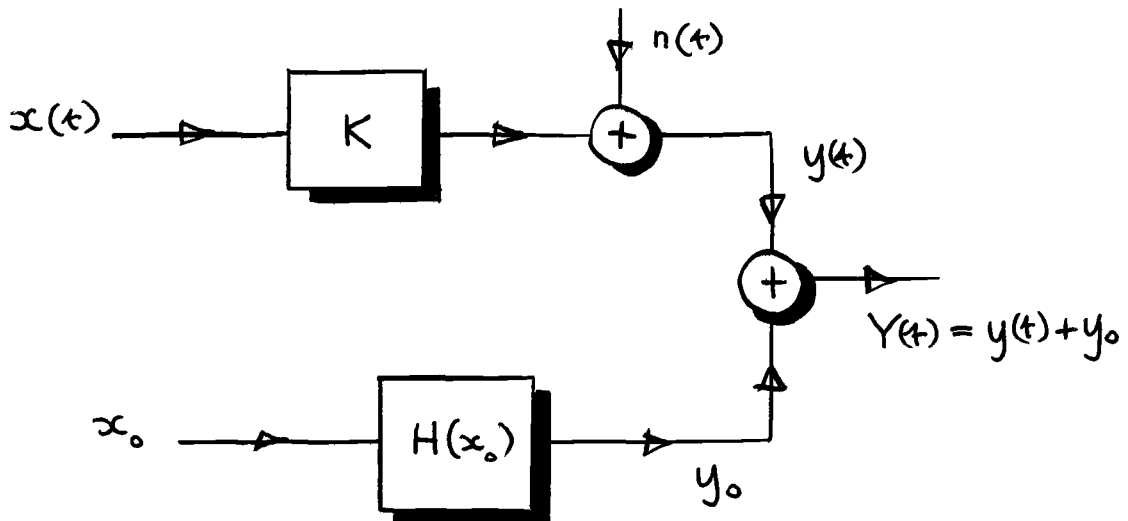 n(t)
x(t)
K
+
y(t)
+
Y(t) = y(t) + y₀
x₀
H(x₀)
y₀